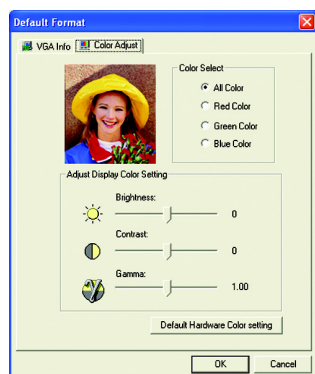 Default Format
VGA Info Color Adjust
Color Select
All Color
Red Color
Green Color
Blue Color
Adjust Display Color Setting
Brightness:
0
Contrast:
0
Gamma:
1.00
Default Hardware Color setting
OK Cancel